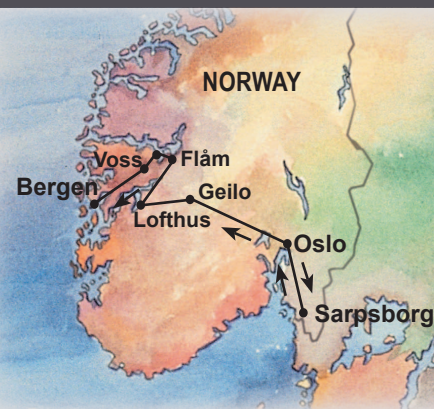 NORWAY
Voss
Flåm
Bergen
Geilo
Lofthus
Oslo
Sarpsborg